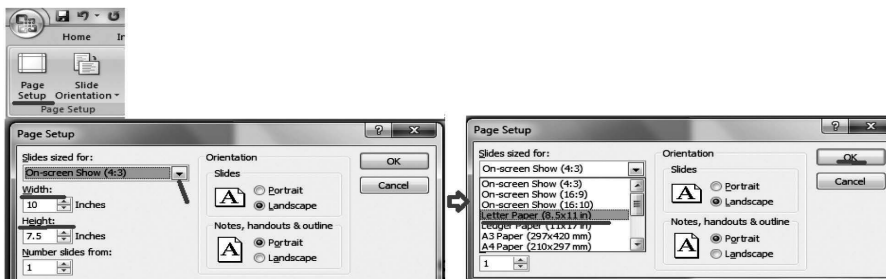 Home
Page Setup
Slide Orientation
Page Setup
Page Setup
Slides sized for:
On-screen Show (4:3)
Width:
10 Inches
Height:
7.5 Inches
Number slides from:
1
Orientation
Slides
A Portrait
Landscape
Notes, handouts & outline
A Portrait
Landscape
OK
Cancel
Page Setup
Slides sized for:
On-screen Show (4:3)
On-screen Show (4:3)
On-screen Show (16:9)
On-screen Show (16:10)
Letter Paper (8.5x11 in)
Ledger Paper (11x17 in)
A3 Paper (297x420 mm)
A4 Paper (210x297 mm)
1
Orientation
Slides
A Portrait
Landscape
Notes, handouts & outline
A Portrait
Landscape
OK
Cancel